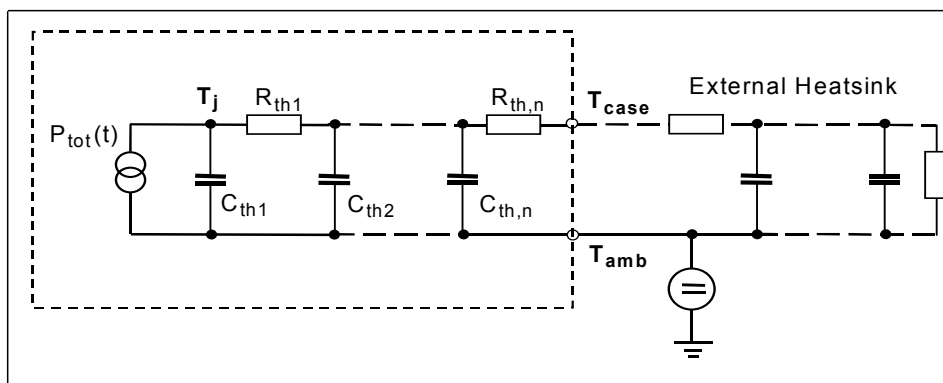 External Heatsink
T_j
R_th1
R_th,n
T_case
P_tot(t)
C_th1
C_th2
C_th,n
T_amb